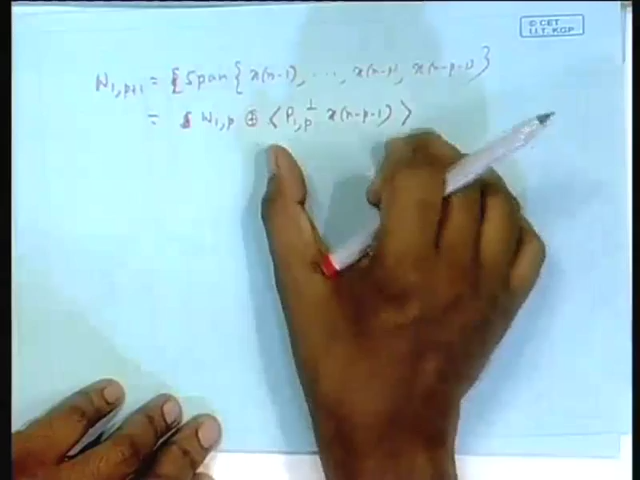 © CET
I.I.T. KGP
W₁,ₚ₊₁ = { Span { x(n-1), ..., x(n-p), x(n-p-1) }
= W₁,ₚ ⊕ < P₁,ₚ^⊥ x(n-p-1) >